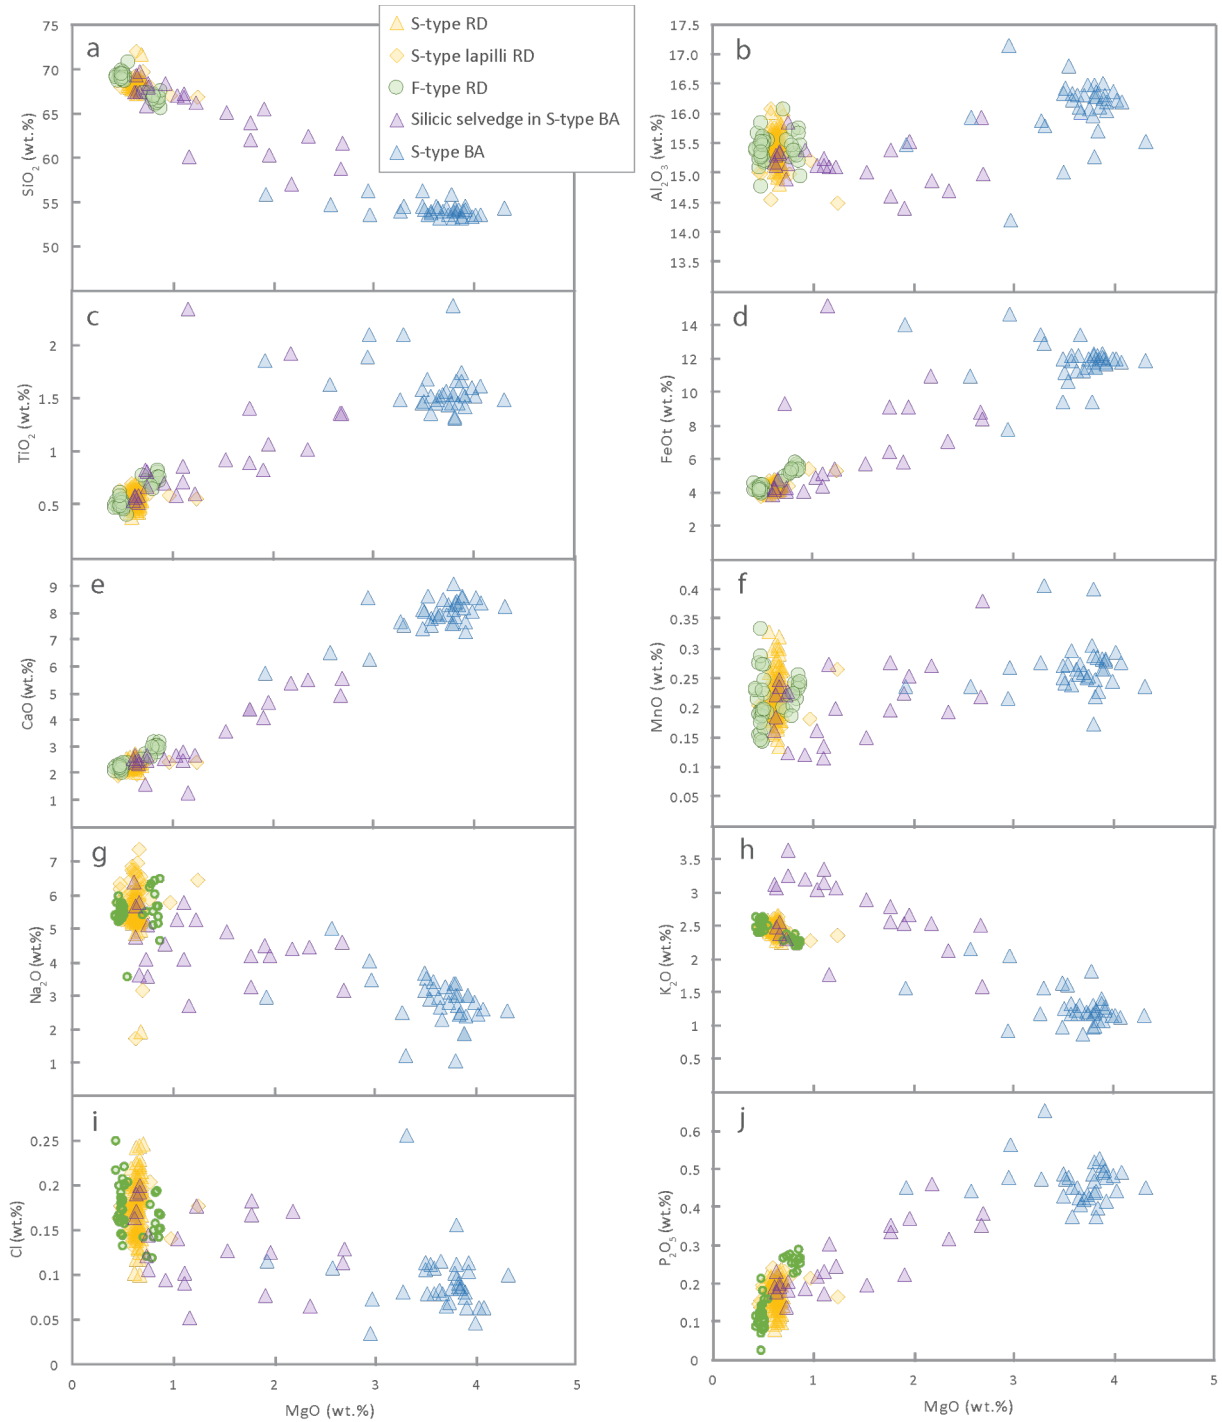 S-type RD
S-type lapilli RD
F-type RD
Silicic selvedge in S-type BA
S-type BA
a
75
70
65
60
55
50
SiO₂ (wt.%)
b
17.5
17.0
16.5
16.0
15.5
15.0
14.5
14.0
13.5
Al₂O₃ (wt.%)
c
2
1.5
1
0.5
TiO₂ (wt.%)
d
14
12
10
8
6
4
2
FeOt (wt.%)
e
9
8
7
6
5
4
3
2
1
CaO (wt.%)
f
0.4
0.35
0.3
0.25
0.2
0.15
0.1
0.05
MnO (wt.%)
g
7
6
5
4
3
2
1
Na₂O (wt.%)
h
3.5
3
2.5
2
1.5
1
0.5
K₂O (wt.%)
i
0.25
0.2
0.15
0.1
0.05
0
Cl (wt.%)
0 1 2 3 4 5
MgO (wt.%)
j
0.6
0.5
0.4
0.3
0.2
0.1
0
P₂O₅ (wt.%)
0 1 2 3 4 5
MgO (wt.%)